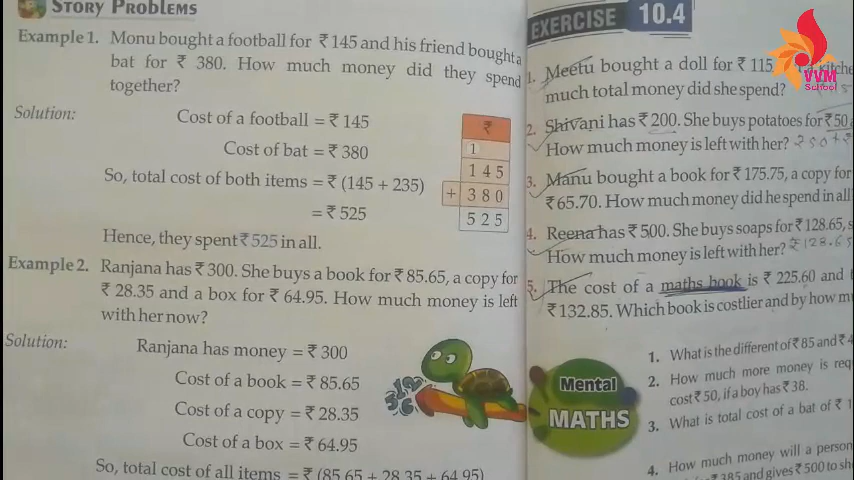 STORY PROBLEMS
Example 1. Monu bought a football for ₹ 145 and his friend bought a
bat for ₹ 380. How much money did they spend
together?
Solution:
Cost of a football = ₹ 145
Cost of bat = ₹ 380
So, total cost of both items = ₹ (145 + 235)
= ₹ 525
Hence, they spent ₹ 525 in all.
₹
1
1 4 5
+ 3 8 0
5 2 5
Example 2. Ranjana has ₹ 300. She buys a book for ₹ 85.65, a copy for
₹ 28.35 and a box for ₹ 64.95. How much money is left
with her now?
Solution:
Ranjana has money = ₹ 300
Cost of a book = ₹ 85.65
Cost of a copy = ₹ 28.35
Cost of a box = ₹ 64.95
So, total cost of all items = ₹ (85.65 + 28.35 + 64.95)
EXERCISE 10.4
1. Meetu bought a doll for ₹ 115
much total money did she spend?
2. Shivani has ₹ 200. She buys potatoes for ₹ 50
How much money is left with her?
3. Manu bought a book for ₹ 175.75, a copy for
₹ 65.70. How much money did he spend in all
4. Reena has ₹ 500. She buys soaps for ₹ 128.65,
How much money is left with her? ₹128.65
5. The cost of a maths book is ₹ 225.60 and
₹ 132.85. Which book is costlier and by how
Mental
MATHS
1. What is the different of ₹ 85 and ₹ 4
2. How much more money is req
cost ₹ 50, if a boy has ₹ 38.
3. What is total cost of a bat of ₹ 1
4. How much money will a person
₹ 385 and gives ₹ 500 to sh
VVM
School